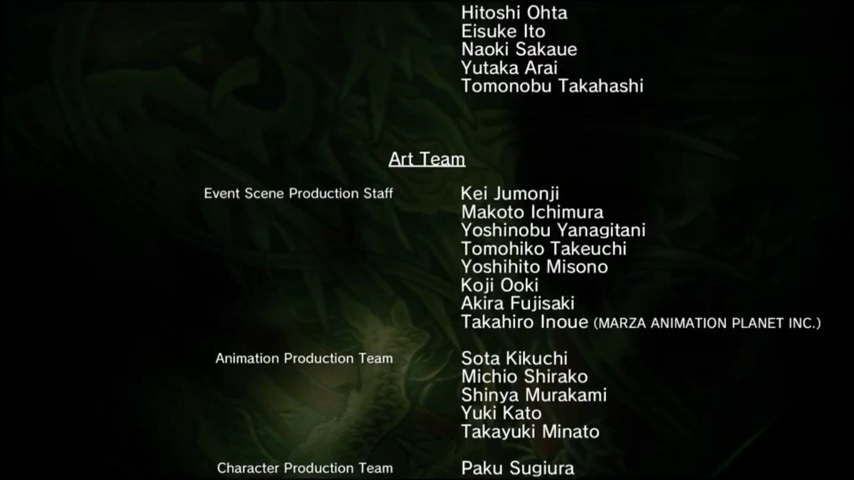 Hitoshi Ohta
Eisuke Ito
Naoki Sakaue
Yutaka Arai
Tomonobu Takahashi
Art Team
Event Scene Production Staff Kei Jumonji
Makoto Ichimura
Yoshinobu Yanagitani
Tomohiko Takeuchi
Yoshihito Misono
Koji Ooki
Akira Fujisaki
Takahiro Inoue (MARZA ANIMATION PLANET INC.)
Animation Production Team Sota Kikuchi
Michio Shirako
Shinya Murakami
Yuki Kato
Takayuki Minato
Character Production Team Paku Sugiura